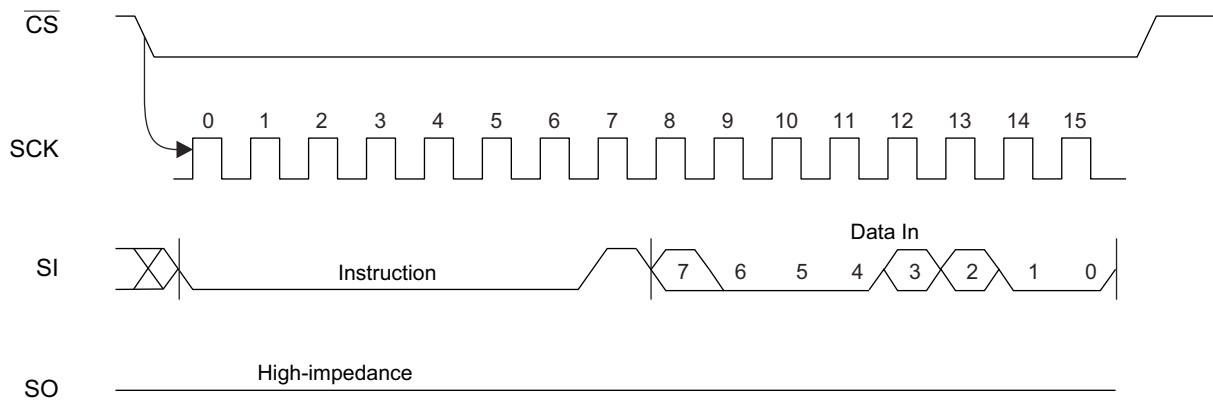 C̅S̅
0 1 2 3 4 5 6 7 8 9 10 11 12 13 14 15
SCK
Data In
SI
Instruction
7 6 5 4 3 2 1 0
High-impedance
SO